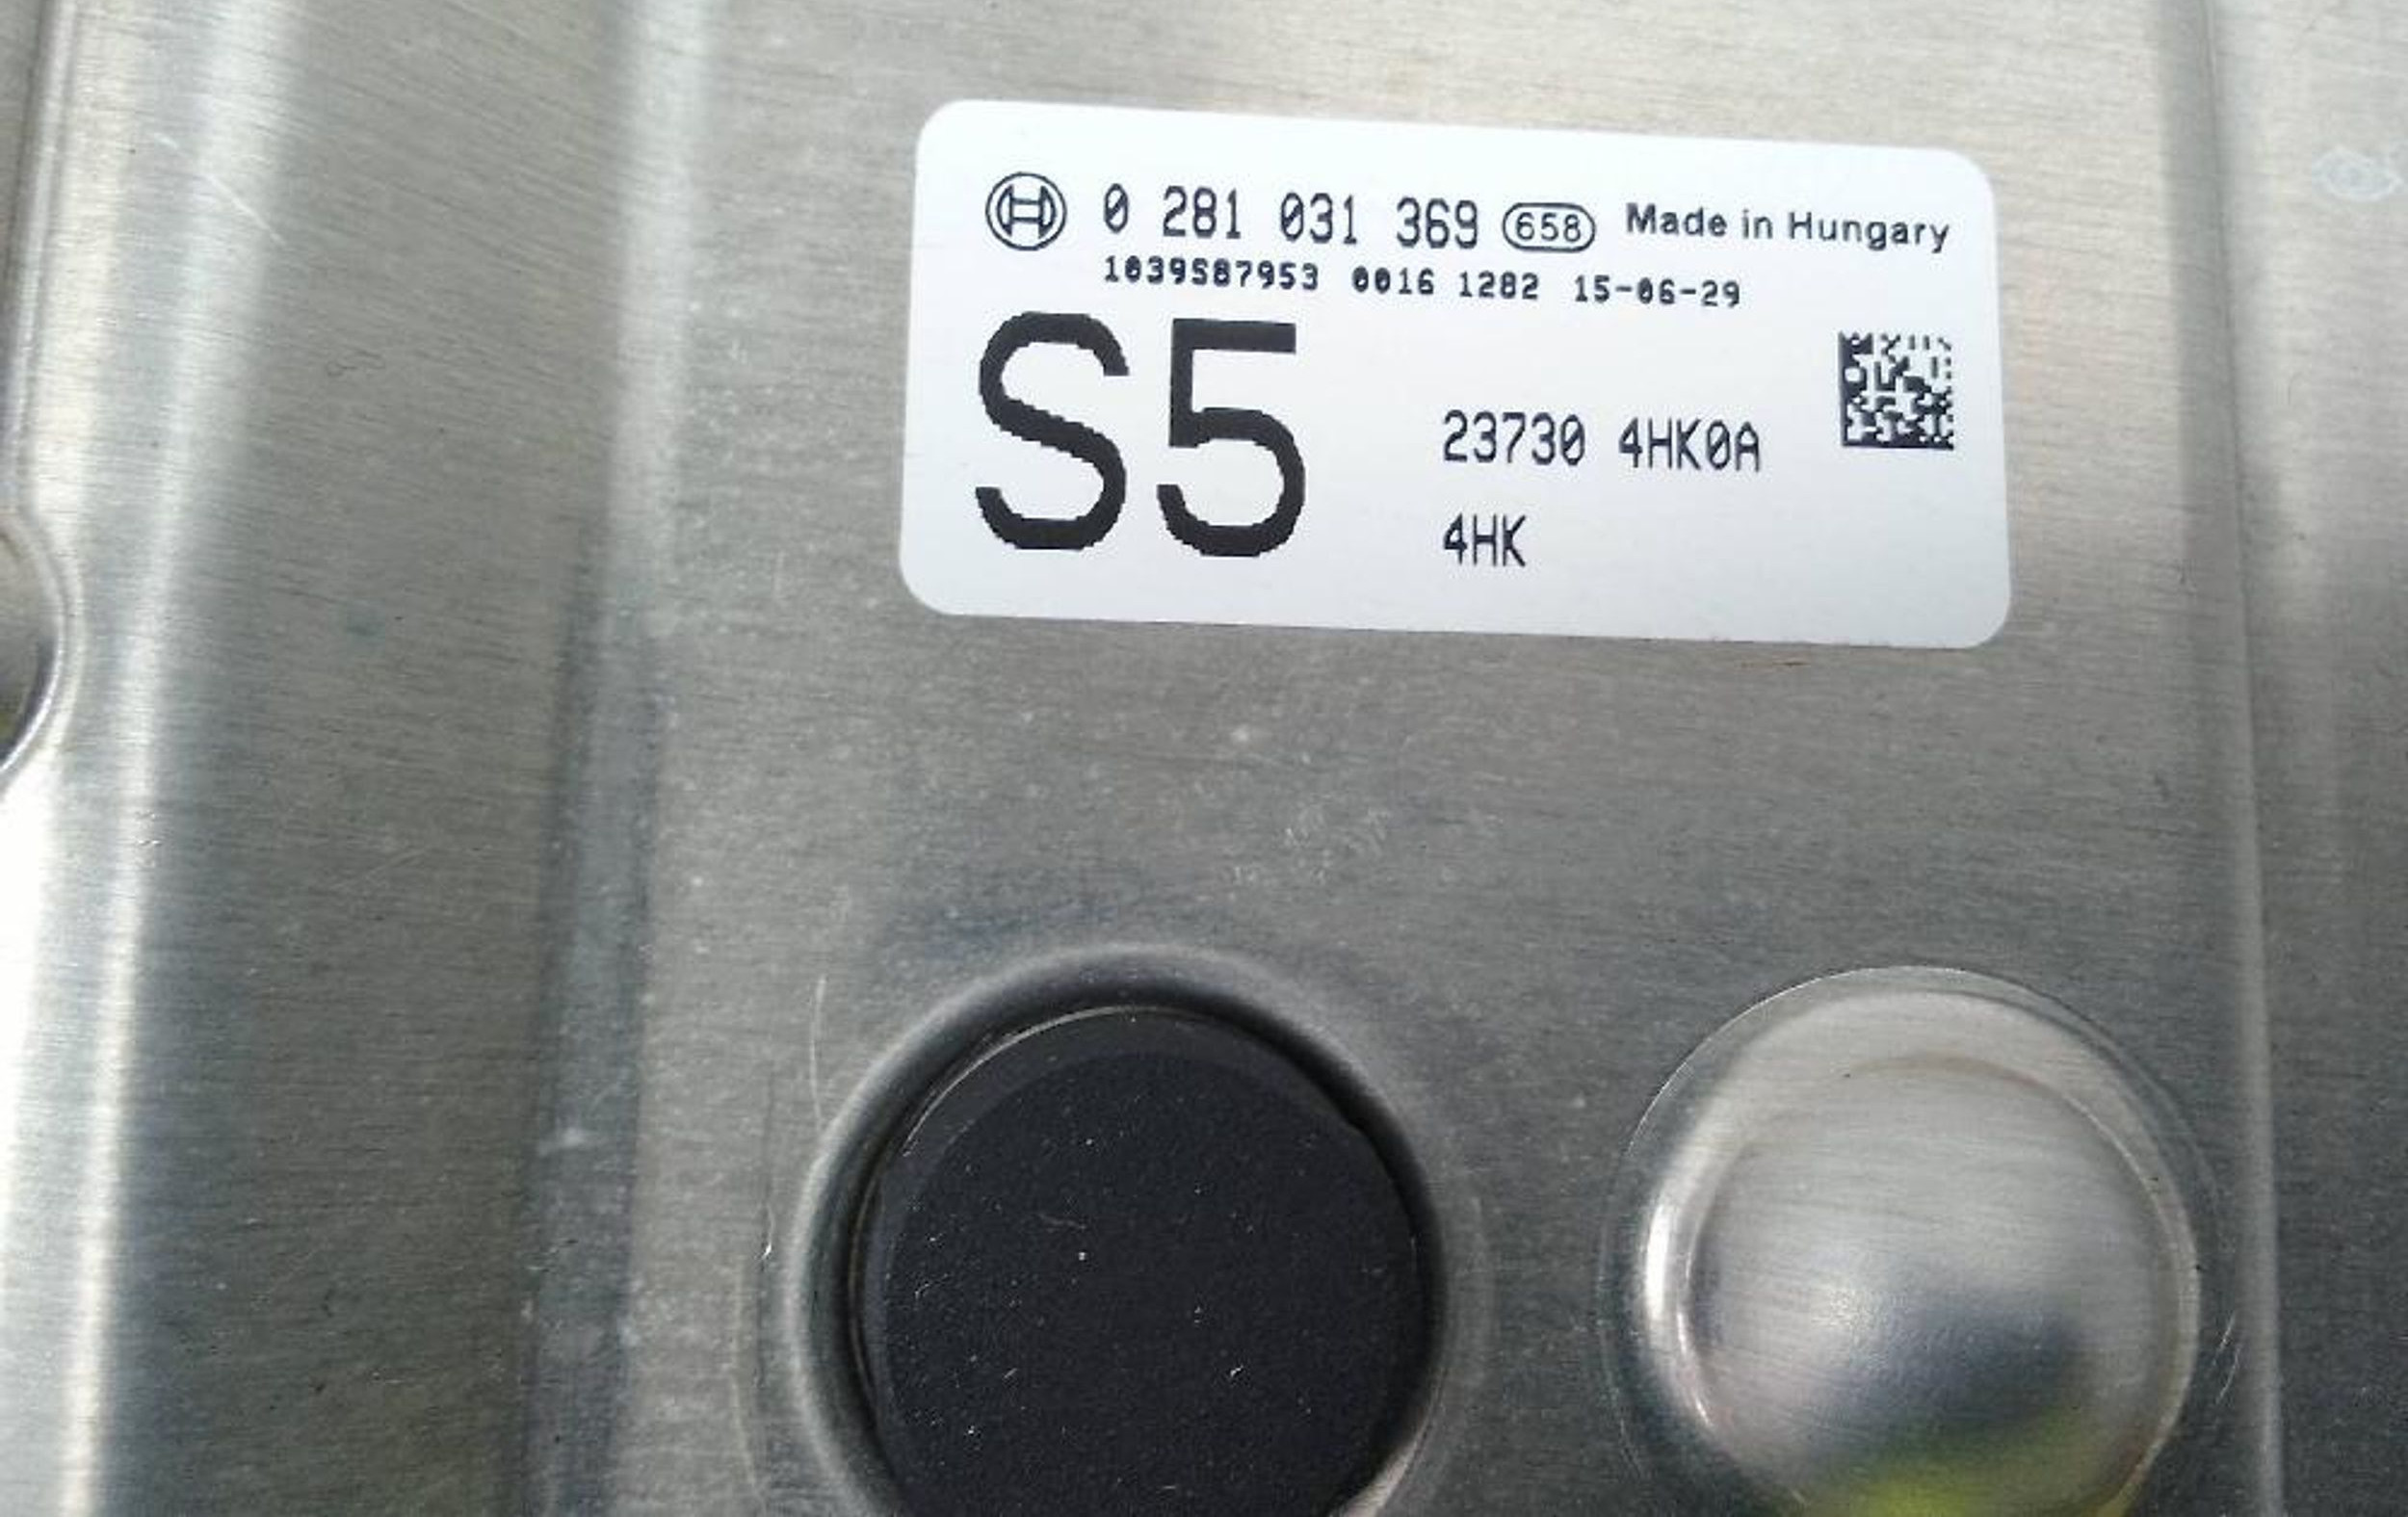 0 281 031 369 658 Made in Hungary
1039S87953 0016 1282 15-06-29
S5
23730 4HK0A
4HK